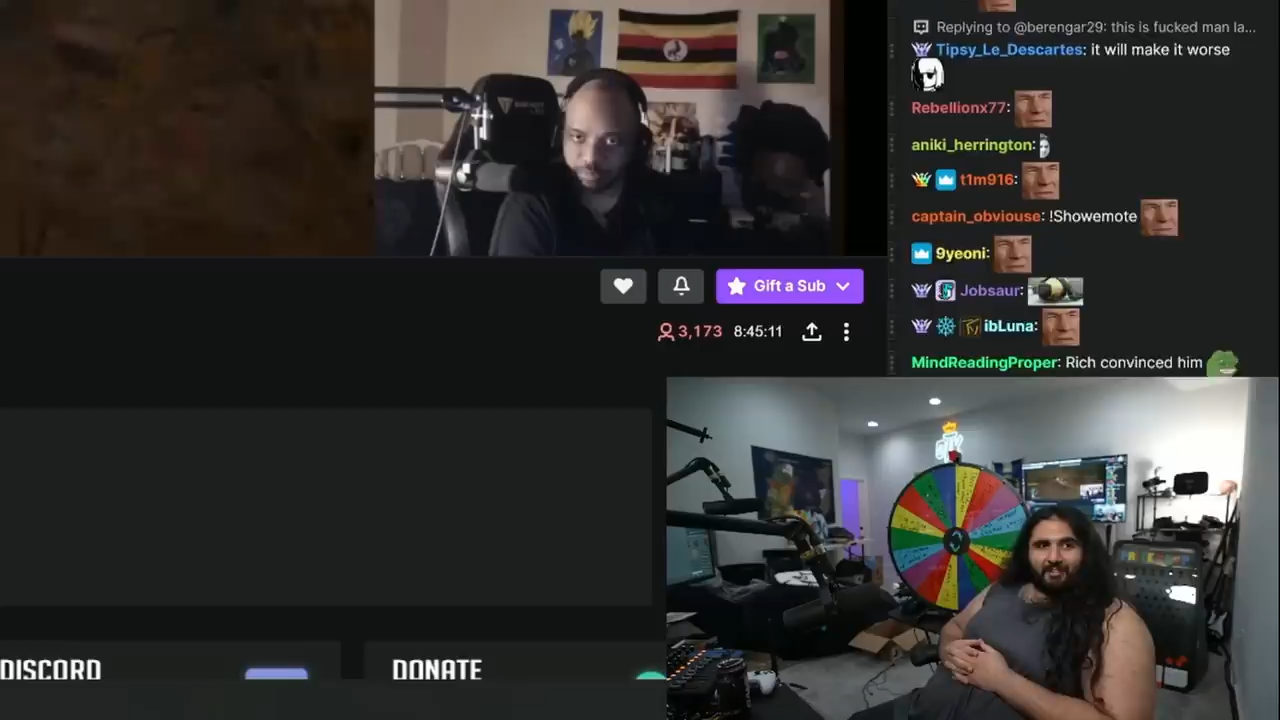 Replying to @berengar29: this is fucked man la...
Tipsy_Le_Descartes: it will make it worse
Rebellionx77:
aniki_herrington:
t1m916:
captain_obviouse: !Showemote
9yeoni:
Jobsaur:
ibLuna:
MindReadingProper: Rich convinced him
Gift a Sub
3,173 8:45:11
DISCORD
DONATE